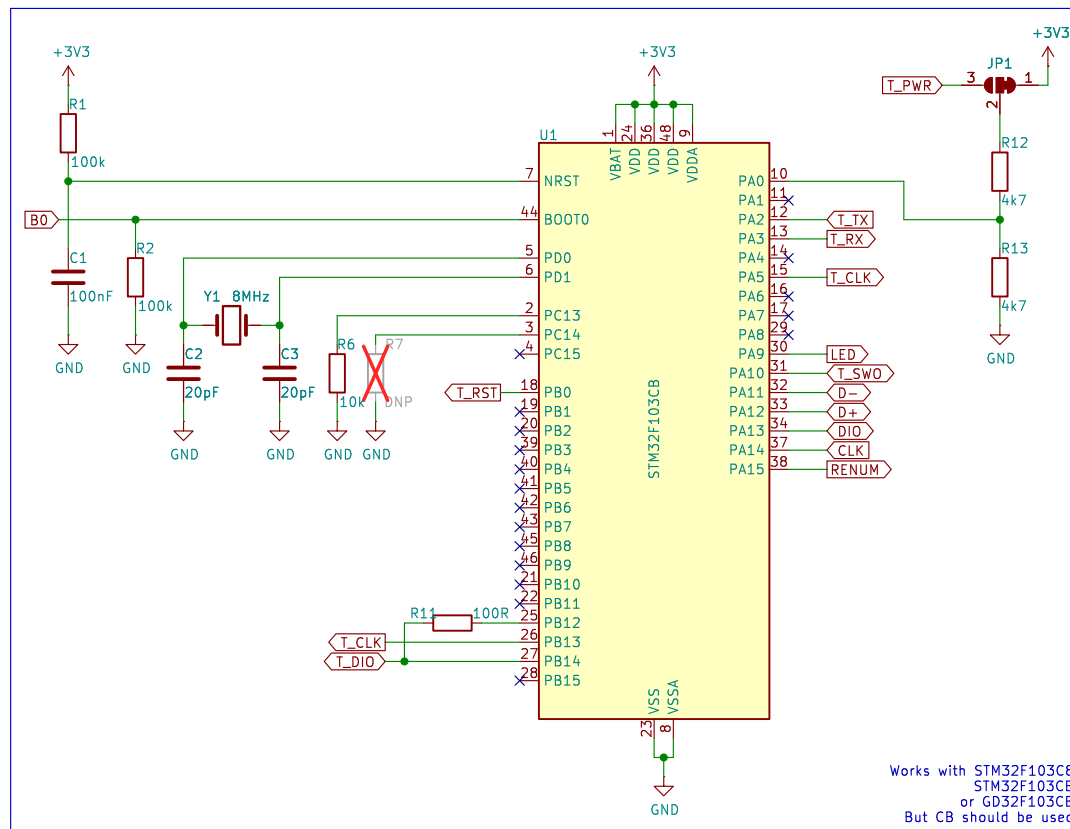 +3V3
+3V3
+3V3
R1
100k
B0
C1
100nF
GND
R2
100k
GND
Y1 8MHz
C2
20pF
GND
C3
20pF
GND
R6
10k
GND
R7
DNP
GND
T_RST
R11 100R
T_CLK
T_DIO
U1
STM32F103CB
1 VBAT
24 VDD
36 VDD
48 VDD
9 VDDA
7 NRST
44 BOOT0
5 PD0
6 PD1
2 PC13
3 PC14
4 PC15
18 PB0
19 PB1
20 PB2
39 PB3
40 PB4
41 PB5
42 PB6
43 PB7
45 PB8
46 PB9
21 PB10
22 PB11
25 PB12
26 PB13
27 PB14
28 PB15
23 VSS
8 VSSA
GND
PA0 10
PA1 11
PA2 12 T_TX
PA3 13 T_RX
PA4 14
PA5 15 T_CLK
PA6 16
PA7 17
PA8 29
PA9 30 LED
PA10 31 T_SWO
PA11 32 D-
PA12 33 D+
PA13 34 DIO
PA14 37 CLK
PA15 38 RENUM
JP1
T_PWR 3 1
2
R12
4k7
R13
4k7
GND
Works with STM32F103C8
STM32F103CB
or GD32F103CB
But CB should be used